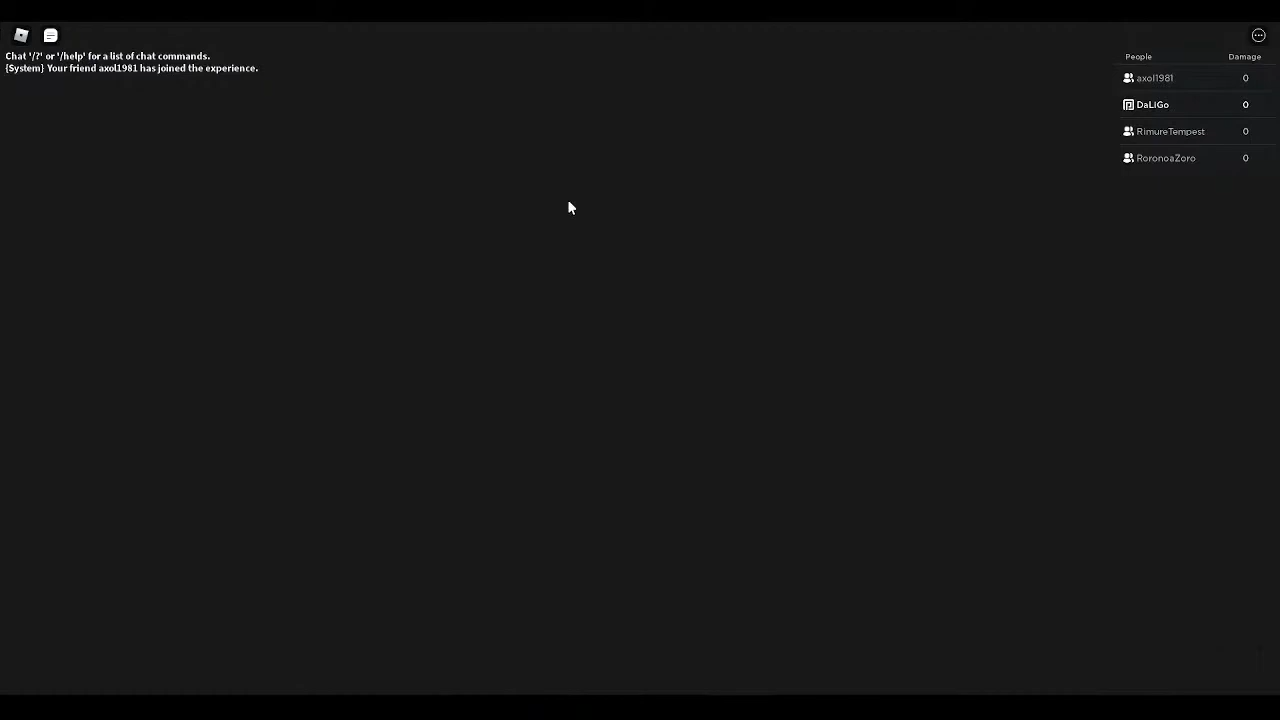 Chat '/?' or '/help' for a list of chat commands.
{System} Your friend axol1981 has joined the experience.
People Damage
axol1981 0
DaLiGo 0
RimureTempest 0
RoronoaZoro 0